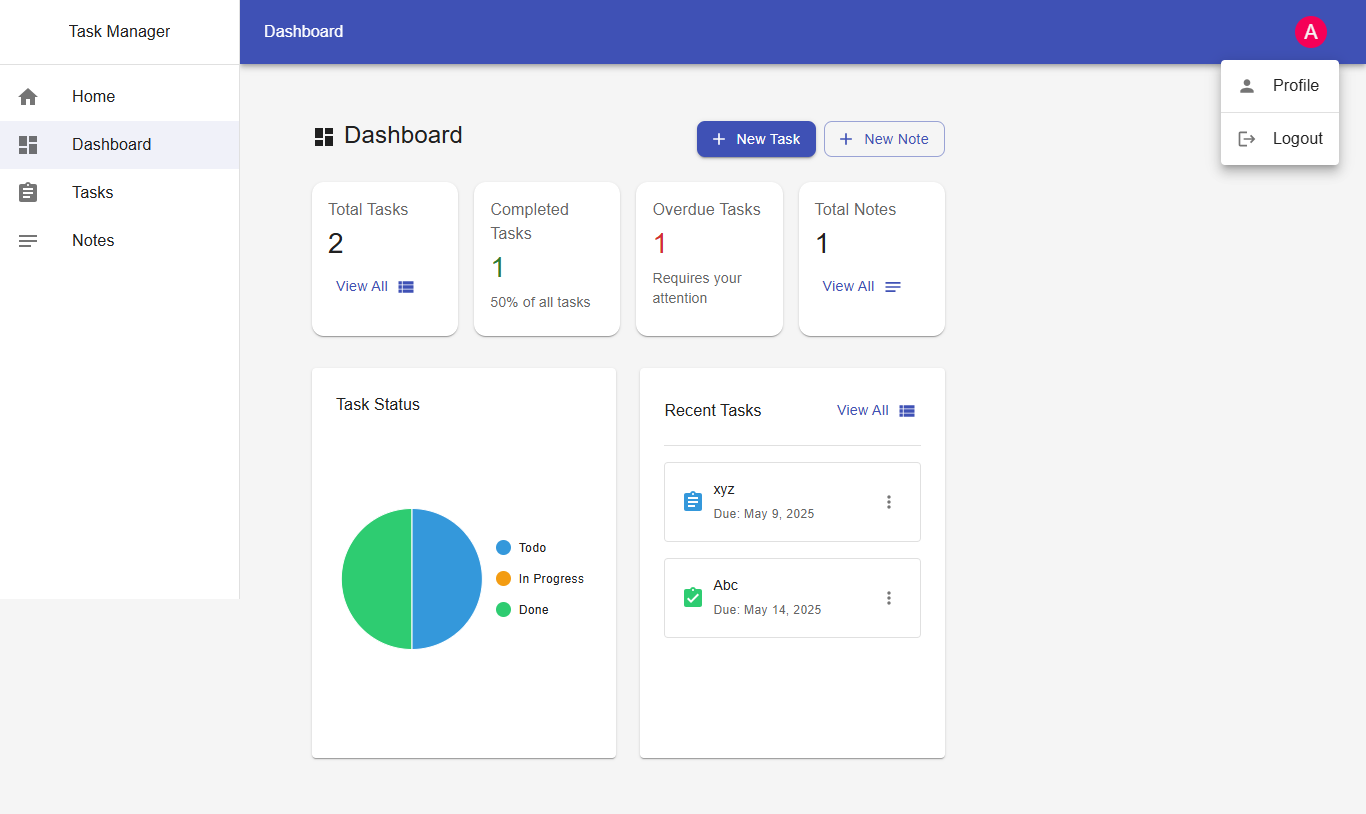 Task Manager
Dashboard
A
Profile
Logout
Home
Dashboard
Tasks
Notes
Dashboard
New Task
New Note
Total Tasks
2
View All
Completed
Tasks
1
50% of all tasks
Overdue Tasks
1
Requires your
attention
Total Notes
1
View All
Task Status
Todo
In Progress
Done
Recent Tasks
View All
xyz
Due: May 9, 2025
Abc
Due: May 14, 2025